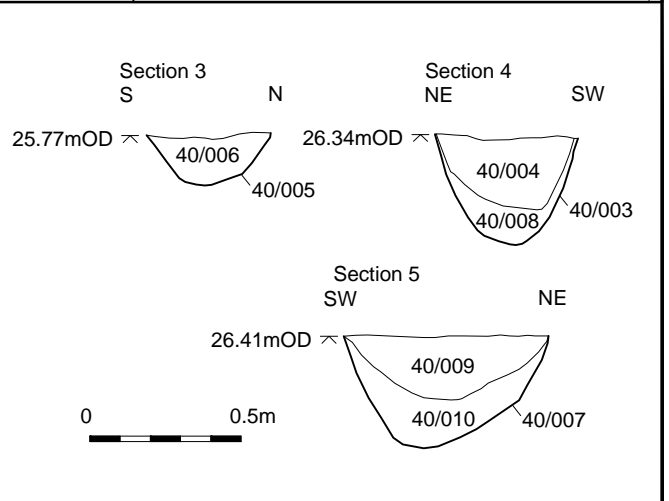 Section 3
S N
25.77mOD
40/006
40/005
Section 4
NE SW
26.34mOD
40/004
40/008
40/003
Section 5
SW NE
26.41mOD
40/009
40/010
40/007
0 0.5m